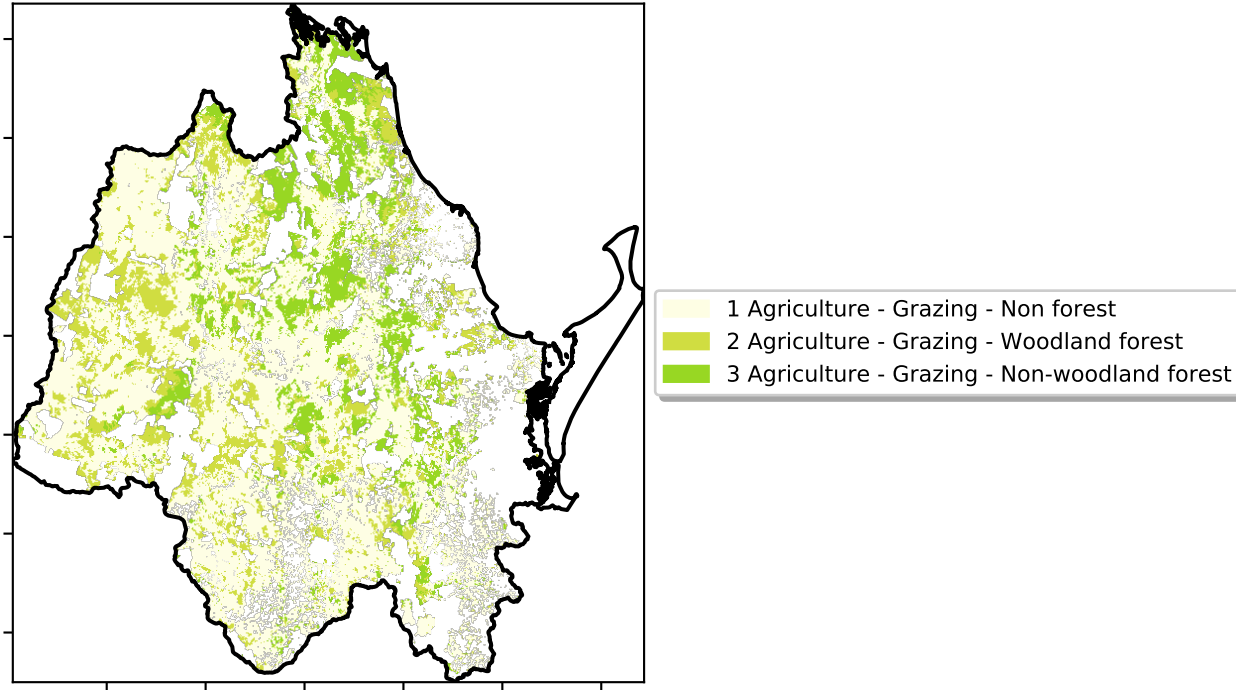 1 Agriculture - Grazing - Non forest
2 Agriculture - Grazing - Woodland forest
3 Agriculture - Grazing - Non-woodland forest